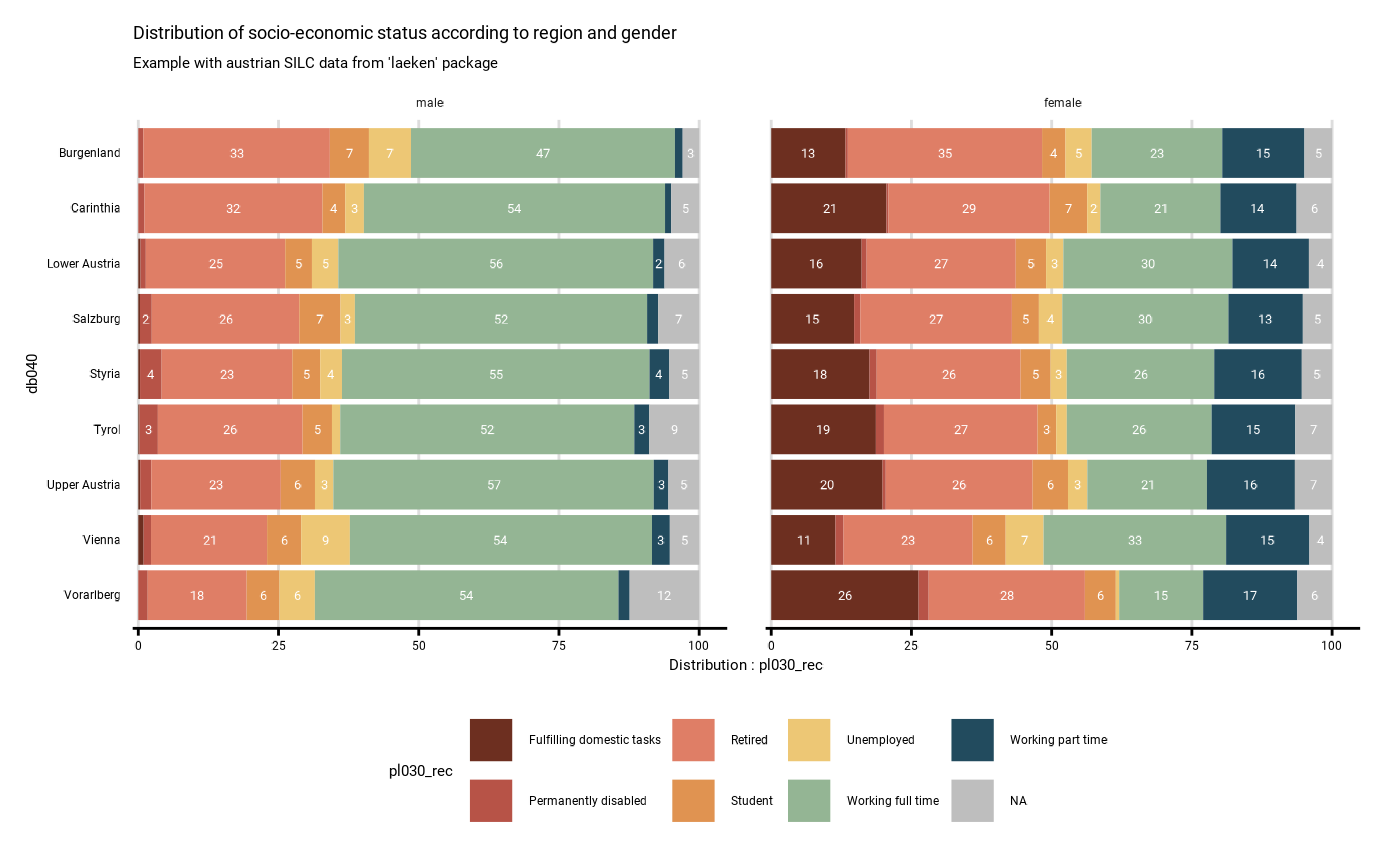 Distribution of socio-economic status according to region and gender
Example with austrian SILC data from 'laeken' package
male female
Burgenland 33 7 7 47 3 13 35 4 5 23 15 5
Carinthia 32 4 3 54 5 21 29 7 2 21 14 6
Lower Austria 25 5 5 56 2 6 16 27 5 3 30 14 4
Salzburg 2 26 7 3 52 7 15 27 5 4 30 13 5
Styria 4 23 5 4 55 4 5 18 26 5 3 26 16 5
Tyrol 3 26 5 52 3 9 19 27 3 26 15 7
Upper Austria 23 6 3 57 3 5 20 26 6 3 21 16 7
Vienna 21 6 9 54 3 5 11 23 6 7 33 15 4
Vorarlberg 18 6 6 54 12 26 28 6 15 17 6
db040
0 25 50 75 100 0 25 50 75 100
Distribution : pl030_rec
pl030_rec
Fulfilling domestic tasks Retired Unemployed Working part time
Permanently disabled Student Working full time NA